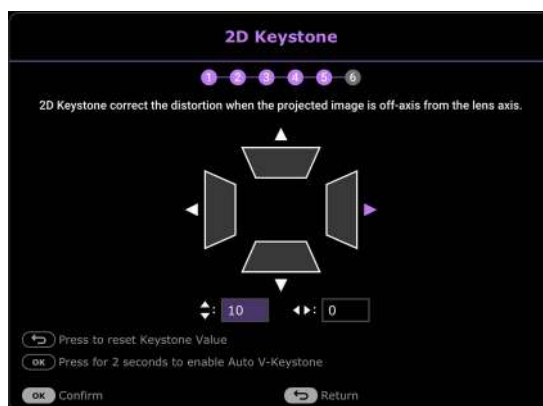 2D Keystone
1 2 3 4 5 6
2D Keystone correct the distortion when the projected image is off-axis from the lens axis.
: 10 : 0
Press to reset Keystone Value
OK Press for 2 seconds to enable Auto V-Keystone
OK Confirm Return